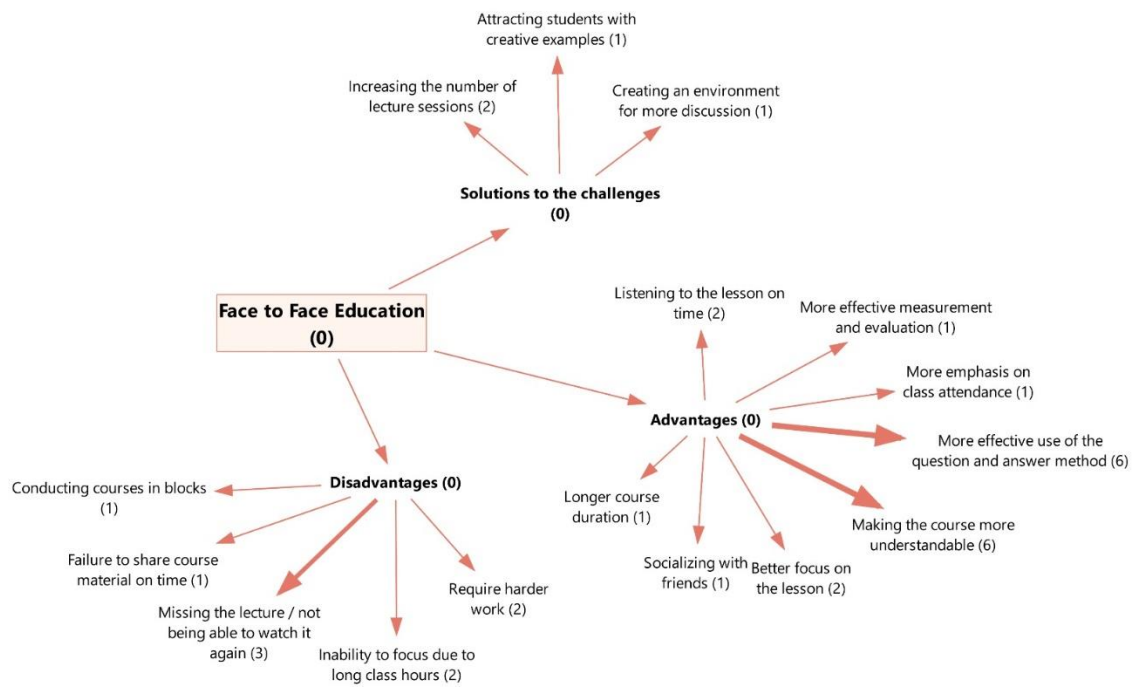 Attracting students with
creative examples (1)
Increasing the number of
lecture sessions (2)
Creating an environment
for more discussion (1)
Solutions to the challenges
(0)
Face to Face Education
(0)
Listening to the lesson on
time (2)
More effective measurement
and evaluation (1)
More emphasis on
class attendance (1)
Advantages (0)
More effective use of the
question and answer method (6)
Making the course more
understandable (6)
Better focus on
the lesson (2)
Socializing with
friends (1)
Longer course
duration (1)
Disadvantages (0)
Conducting courses in blocks
(1)
Failure to share course
material on time (1)
Missing the lecture / not
being able to watch it
again (3)
Inability to focus due to
long class hours (2)
Require harder
work (2)